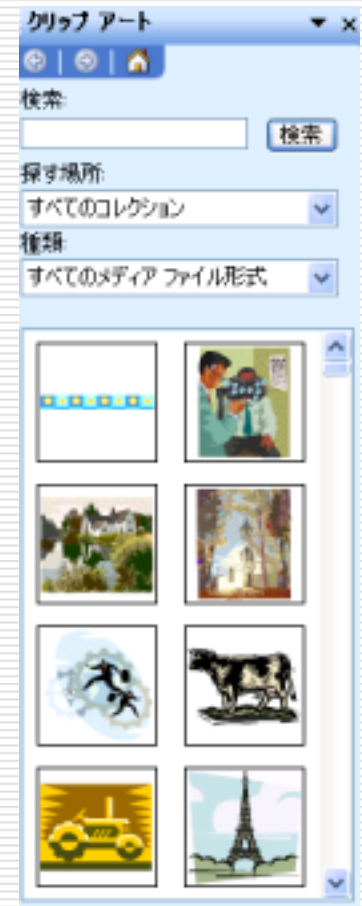 クリップ アート
検索:
検索
探す場所:
すべてのコレクション
種類:
すべてのメディア ファイル形式